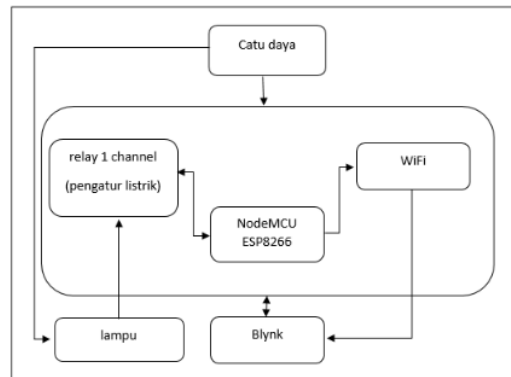 Catu daya
relay 1 channel
(pengatur listrik)
WiFi
NodeMCU
ESP8266
lampu
Blynk